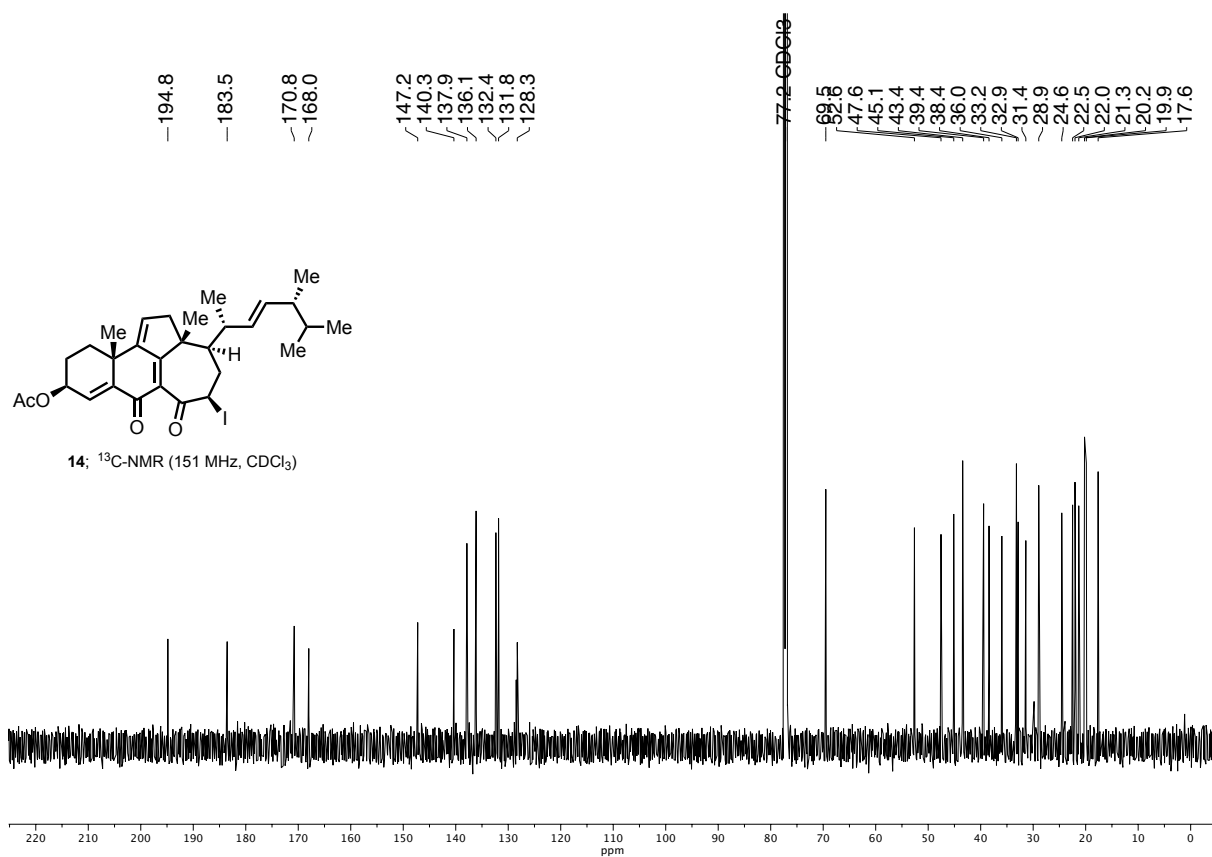 194.8
183.5
170.8
168.0
147.2
140.3
137.9
136.1
132.4
131.8
128.3
77.2 CDCl3
69.5
52.6
47.6
45.1
43.4
39.4
38.4
36.0
33.2
32.9
31.4
28.9
24.6
22.5
22.0
21.3
20.2
19.9
17.6
Me
Me
Me
Me
Me
Me
H
AcO
O
O
I
14; ¹³C-NMR (151 MHz, CDCl₃)
220 210 200 190 180 170 160 150 140 130 120 110 100 90 80 70 60 50 40 30 20 10 0
ppm